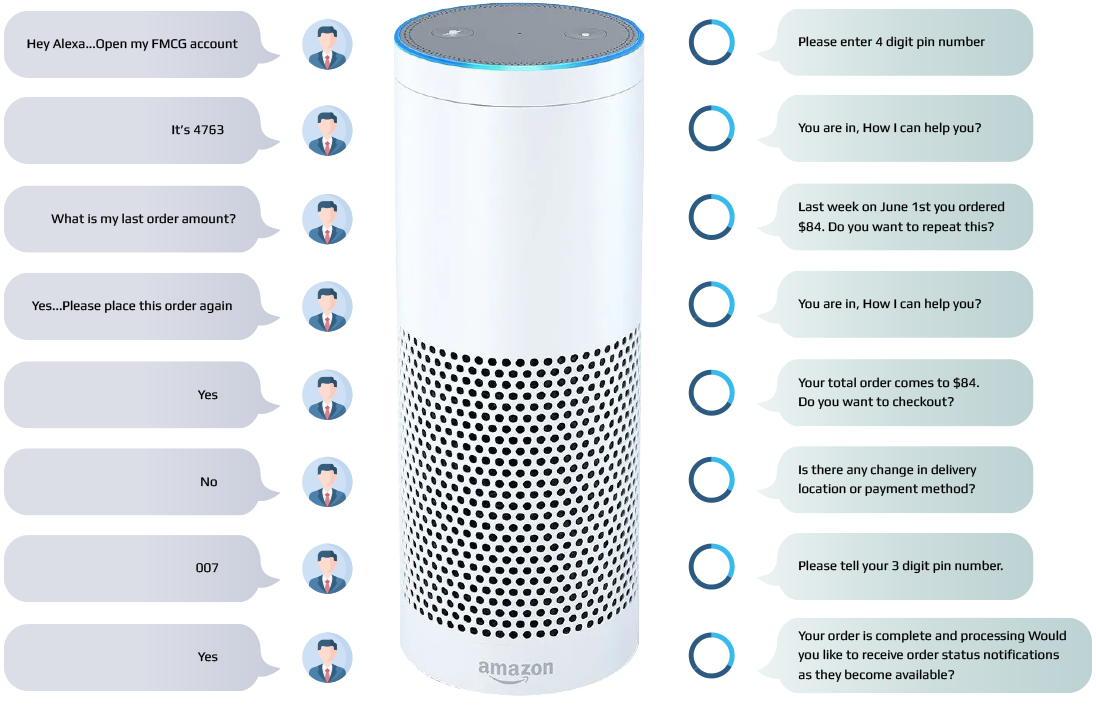 Hey Alexa...Open my FMCG account
Please enter 4 digit pin number
It's 4763
You are in, How I can help you?
What is my last order amount?
Last week on June 1st you ordered
$84. Do you want to repeat this?
Yes...Please place this order again
You are in, How I can help you?
Yes
Your total order comes to $84.
Do you want to checkout?
No
Is there any change in delivery
location or payment method?
007
Please tell your 3 digit pin number.
Yes
Your order is complete and processing Would
you like to receive order status notifications
as they become available?
amazon